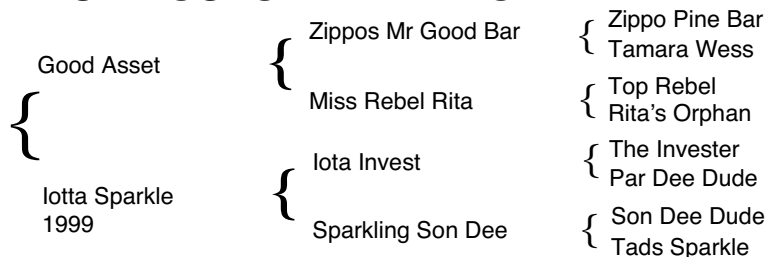 Zippos Mr Good Bar
Zippo Pine Bar
Tamara Wess
Good Asset
Miss Rebel Rita
Top Rebel
Rita's Orphan
Iotta Sparkle
1999
Iota Invest
The Invester
Par Dee Dude
Sparkling Son Dee
Son Dee Dude
Tads Sparkle